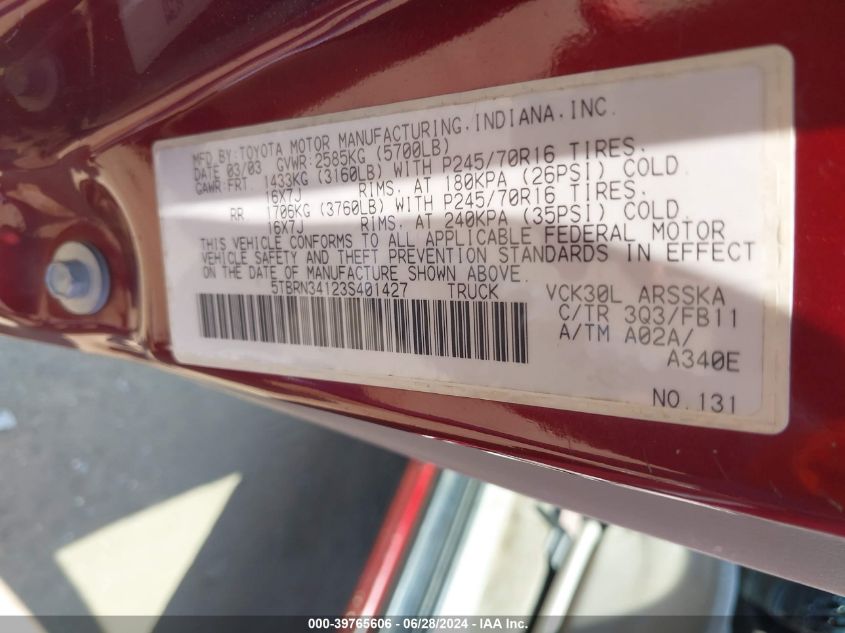 MFD. BY: TOYOTA MOTOR MANUFACTURING, INDIANA, INC.
DATE 03/03 GVWR: 2585KG (5700LB)
GAWR: FRT. 1433KG (3160LB) WITH P245/70R16 TIRES.
16X7J RIMS. AT 180KPA (26PSI) COLD.
RR 1706KG (3760LB) WITH P245/70R16 TIRES.
16X7J RIMS. AT 240KPA (35PSI) COLD.
THIS VEHICLE CONFORMS TO ALL APPLICABLE FEDERAL MOTOR
VEHICLE SAFETY AND THEFT PREVENTION STANDARDS IN EFFECT
ON THE DATE OF MANUFACTURE SHOWN ABOVE.
5TBRN34123S401427 TRUCK VCK30L ARSSKA
C/TR 3Q3/FB11
A/TM A02A/
A340E
NO.131
000-39765606 - 06/28/2024 - IAA Inc.